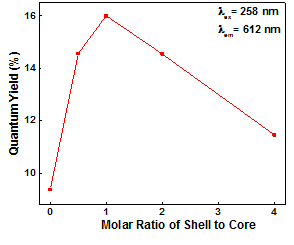 λex= 258 nm
λem= 612 nm
Quantum Yield (%)
16
14
12
10
0 1 2 3 4
Molar Ratio of Shell to Core